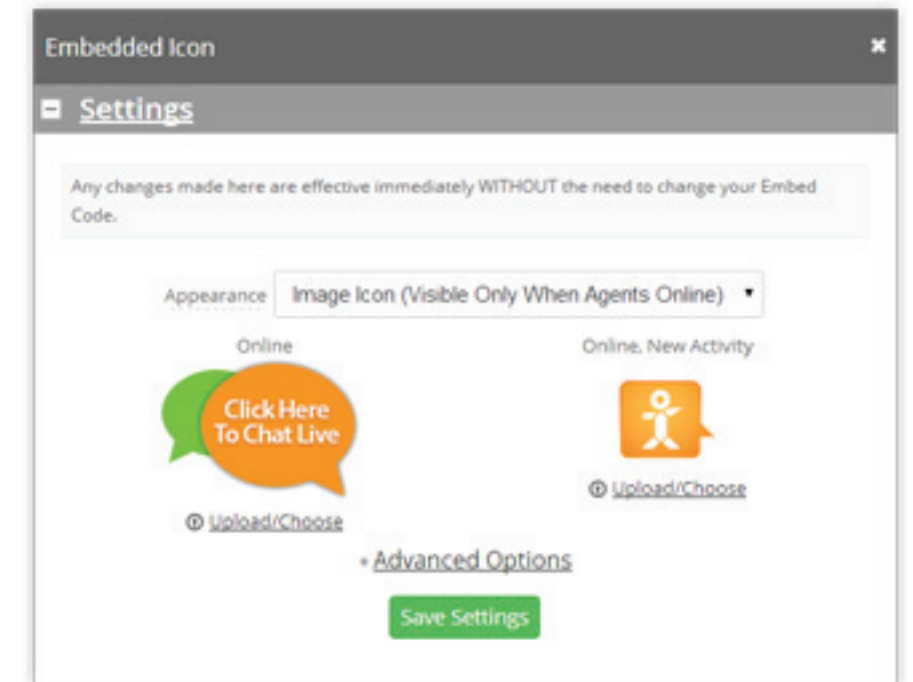 Embedded Icon
Settings
Any changes made here are effective immediately WITHOUT the need to change your Embed
Code.
Appearance Image Icon (Visible Only When Agents Online)
Online Online, New Activity
Click Here
To Chat Live
Upload/Choose
Upload/Choose
Advanced Options
Save Settings